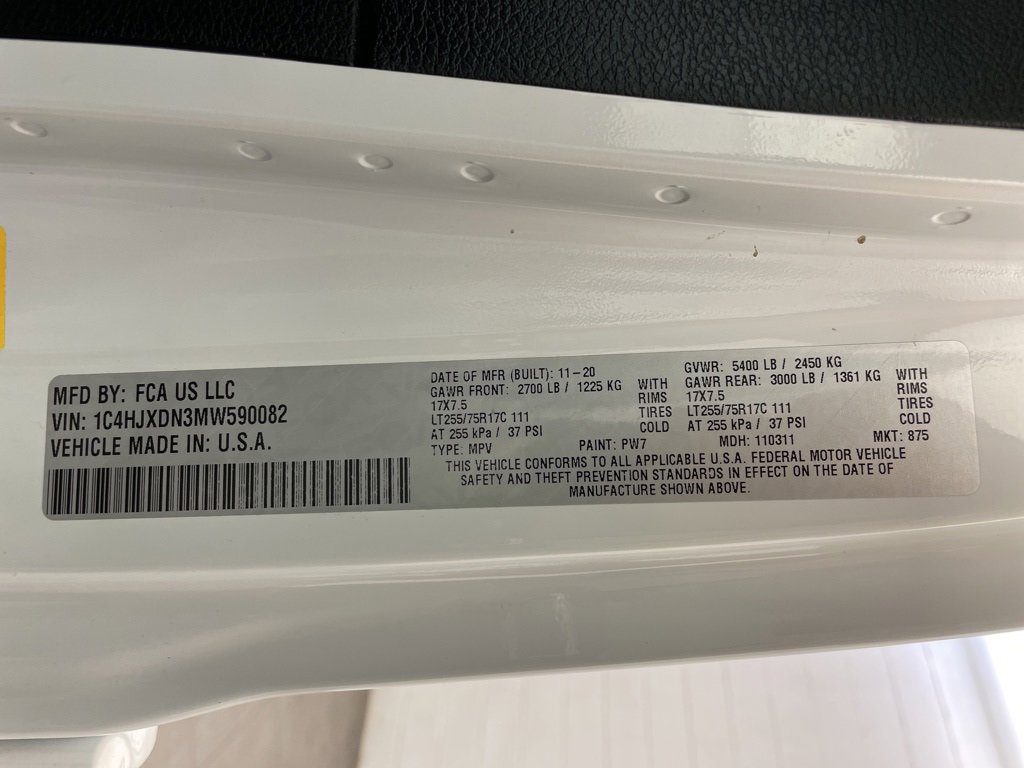 MFD BY: FCA US LLC
VIN: 1C4HJXDN3MW590082
VEHICLE MADE IN: U.S.A.
DATE OF MFR (BUILT): 11-20
GAWR FRONT: 2700 LB / 1225 KG WITH
17X7.5 RIMS
LT255/75R17C 111 TIRES
AT 255 kPa / 37 PSI COLD
GVWR: 5400 LB / 2450 KG
GAWR REAR: 3000 LB / 1361 KG WITH
17X7.5 RIMS
LT255/75R17C 111 TIRES
AT 255 kPa / 37 PSI COLD
TYPE: MPV PAINT: PW7 MDH: 110311 MKT: 875
THIS VEHICLE CONFORMS TO ALL APPLICABLE U.S.A. FEDERAL MOTOR VEHICLE
SAFETY AND THEFT PREVENTION STANDARDS IN EFFECT ON THE DATE OF
MANUFACTURE SHOWN ABOVE.